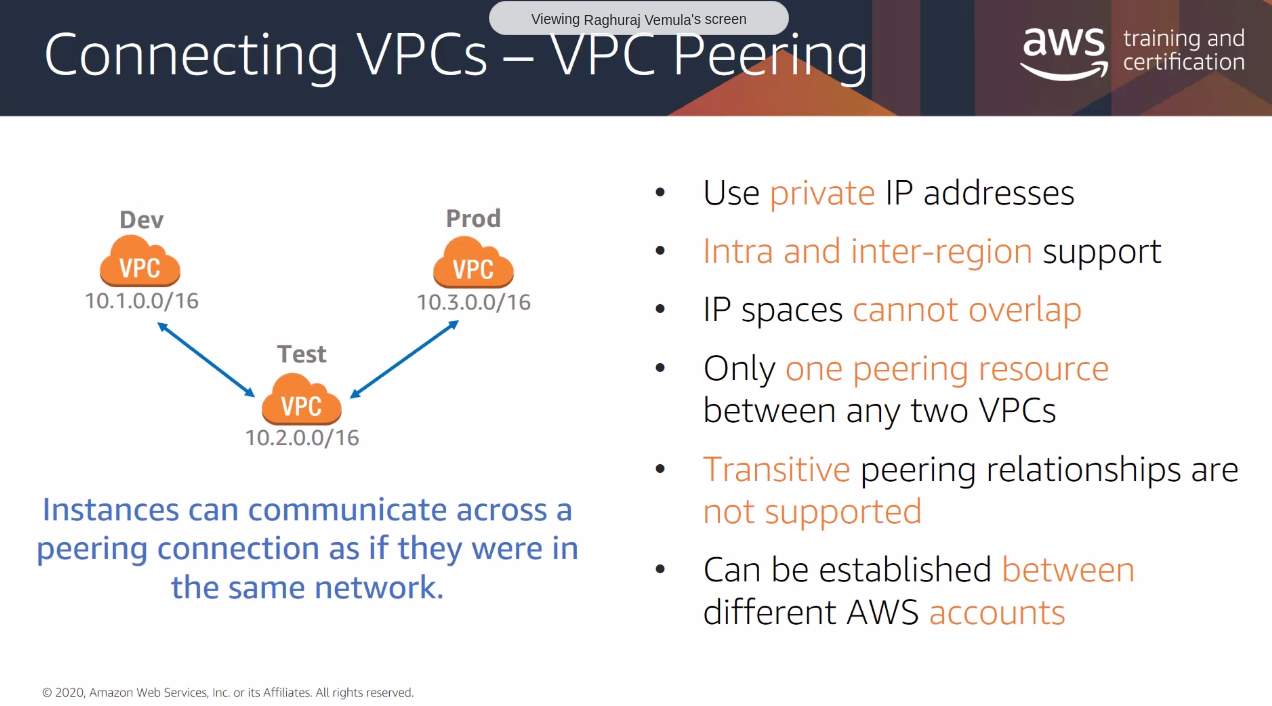 Viewing Raghuraj Vemula's screen
Connecting VPCs – VPC Peering
aws training and
certification
Dev
VPC
10.1.0.0/16
Prod
VPC
10.3.0.0/16
Test
VPC
10.2.0.0/16
Instances can communicate across a
peering connection as if they were in
the same network.
• Use private IP addresses
• Intra and inter-region support
• IP spaces cannot overlap
• Only one peering resource
between any two VPCs
• Transitive peering relationships are
not supported
• Can be established between
different AWS accounts
© 2020, Amazon Web Services, Inc. or its Affiliates. All rights reserved.